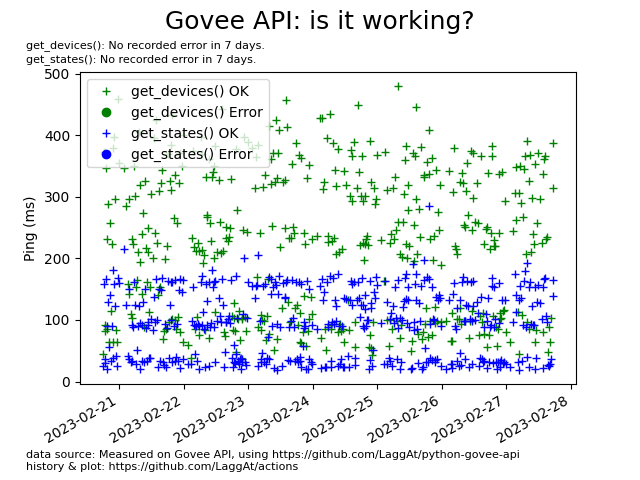 Govee API: is it working?
get_devices(): No recorded error in 7 days.
get_states(): No recorded error in 7 days.
500
get_devices() OK
get_devices() Error
get_states() OK
get_states() Error
400
300
200
100
0
Ping (ms)
2023-02-21
2023-02-22
2023-02-23
2023-02-24
2023-02-25
2023-02-26
2023-02-27
2023-02-28
data source: Measured on Govee API, using https://github.com/LaggAt/python-govee-api
history & plot: https://github.com/LaggAt/actions